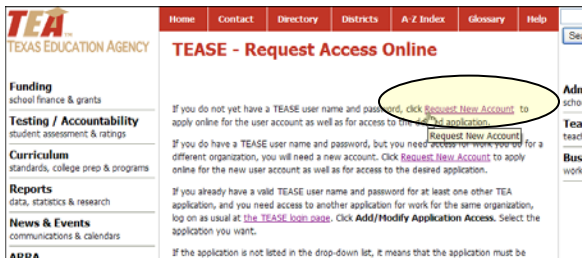 TEA
TEXAS EDUCATION AGENCY
Home Contact Directory Districts A-Z Index Glossary Help
TEASE - Request Access Online
Funding
school finance & grants
Testing / Accountability
student assessment & ratings
Curriculum
standards, college prep & programs
Reports
data, statistics & research
News & Events
communications & calendars
If you do not yet have a TEASE user name and password, click Request New Account to
apply online for the user account as well as for access to the desired application.
Request New Account
If you do have a TEASE user name and password, but you need access for work you do for a
different organization, you will need a new account. Click Request New Account to apply
online for the new user account as well as for access to the desired application.
If you already have a valid TEASE user name and password for at least one other TEA
application, and you need access to another application for work for the same organization,
log on as usual at the TEASE login page. Click Add/Modify Application Access. Select the
application you want.
If the application is not listed in the drop-down list, it means that the application must be
Sea
Adm
schoo
Tea
teach
Bus
work